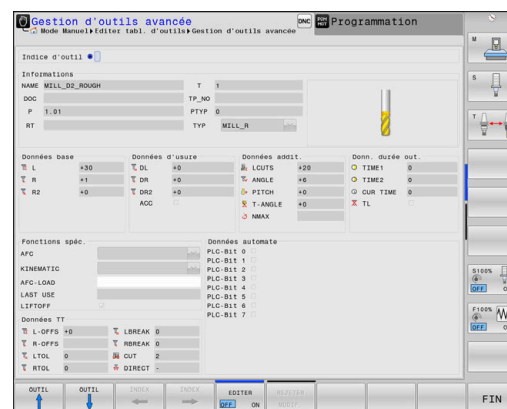 Gestion d'outils avancée
DNC
Programmation
Mode Manuel Editer tabl. d'outils Gestion d'outils avancée
Indice d'outil
Informations
NAME MILL_D2_ROUGH T 1
DOC TP_NO
P 1.01 PTYP 0
RT TYP MILL_R
Données base Données d'usure Données addit. Donn. durée out.
L +30 DL +0 LCUTS +20 TIME1 0
R +1 DR +0 ANGLE +6 TIME2 0
R2 +0 DR2 +0 PITCH +0 CUR TIME 0
ACC T-ANGLE +0 TL
NMAX
Fonctions spéc. Données automate
AFC PLC-Bit 0
PLC-Bit 1
KINEMATIC PLC-Bit 2
AFC-LOAD PLC-Bit 3
PLC-Bit 4
LAST USE PLC-Bit 5
LIFTOFF PLC-Bit 6
PLC-Bit 7
Données TT
L-OFFS +0 LBREAK 0
R-OFFS RBREAK 0
LTOL 0 CUT 2
RTOL 0 DIRECT -
M
S
T
S100%
OFF
F100%
OFF
OUTIL OUTIL INDEX INDEX EDITER
OFF ON
FIN